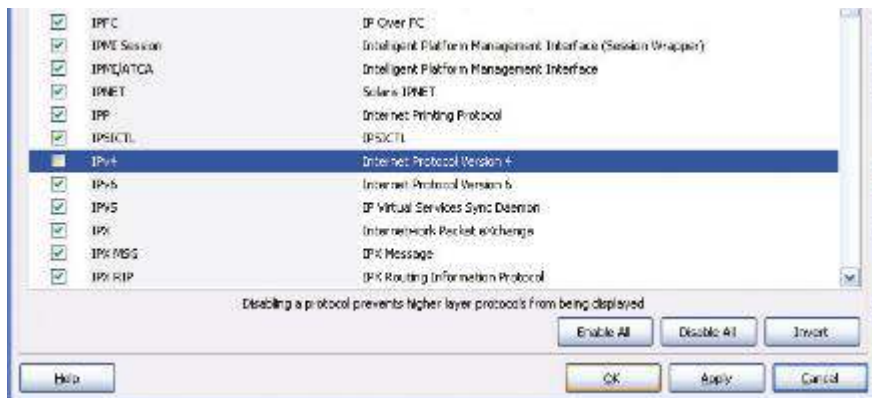 IPFC IP Over FC
IPMI Session Intelligent Platform Management Interface (Session Wrapper)
IPMI/ATCA Intelligent Platform Management Interface
IPNET Solaris IPNET
IPP Internet Printing Protocol
IPSICTL IPSICTL
IPv4 Internet Protocol Version 4
IPv6 Internet Protocol Version 6
IPVS IP Virtual Services Sync Daemon
IPX Internetwork Packet eXchange
IPX MSG IPX Message
IPX RIP IPX Routing Information Protocol
Disabling a protocol prevents higher layer protocols from being displayed
Enable All Disable All Invert
Help OK Apply Cancel